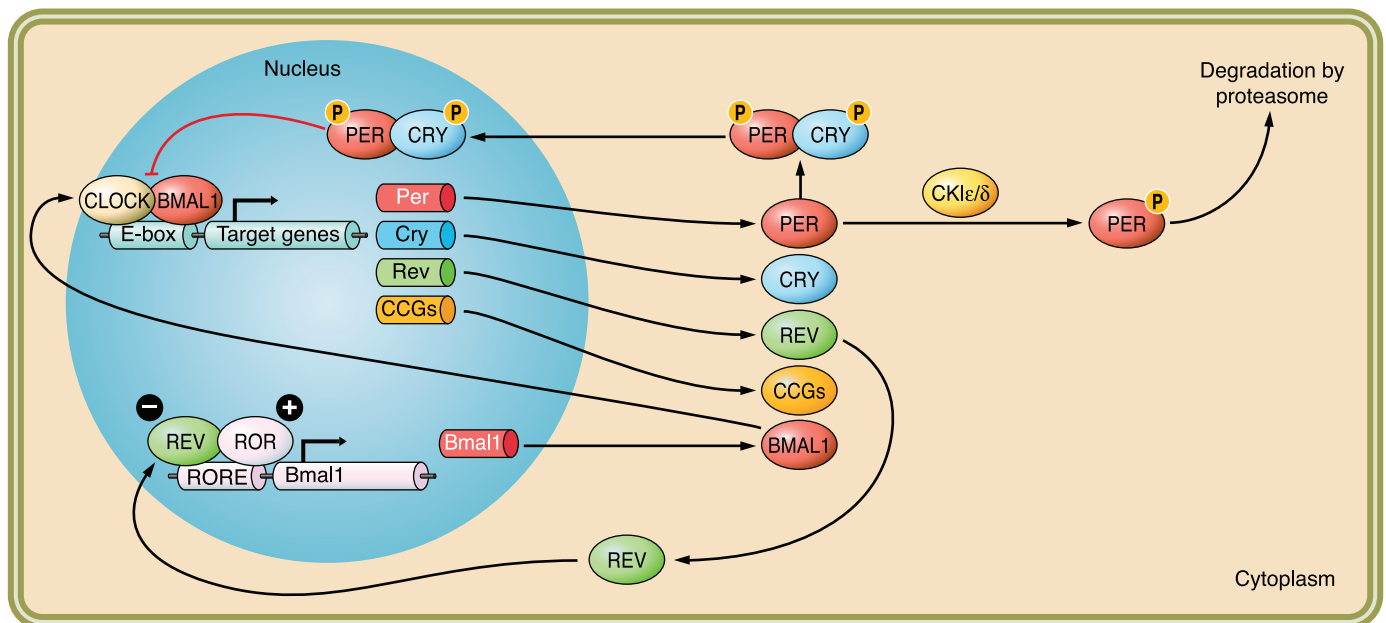 Nucleus
Degradation by
proteasome
P
PER
CRY
P
P
PER
CRY
P
CLOCK
BMAL1
E-box
Target genes
Per
Cry
Rev
CCGs
PER
CKIε/δ
P
PER
CRY
REV
CCGs
BMAL1
−
+
REV
ROR
RORE
Bmal1
Bmal1
REV
Cytoplasm